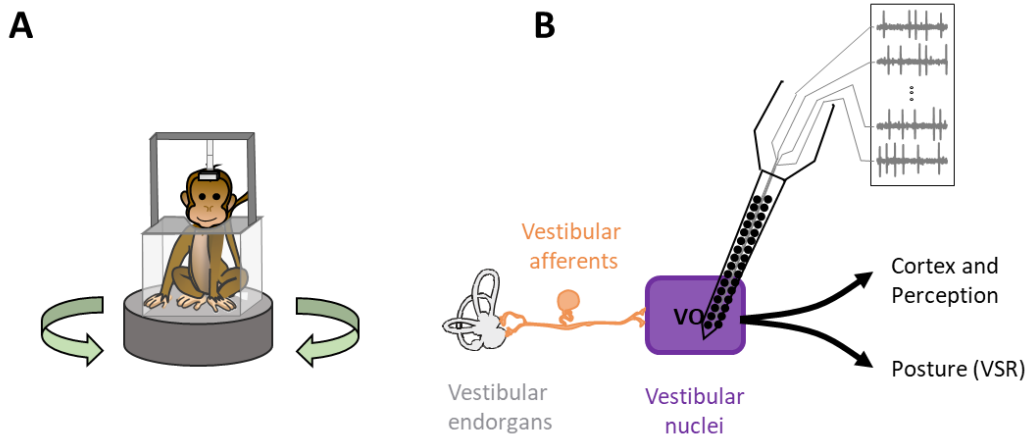 A
B
Vestibular
afferents
VO
Cortex and
Perception
Posture (VSR)
Vestibular
endorgans
Vestibular
nuclei